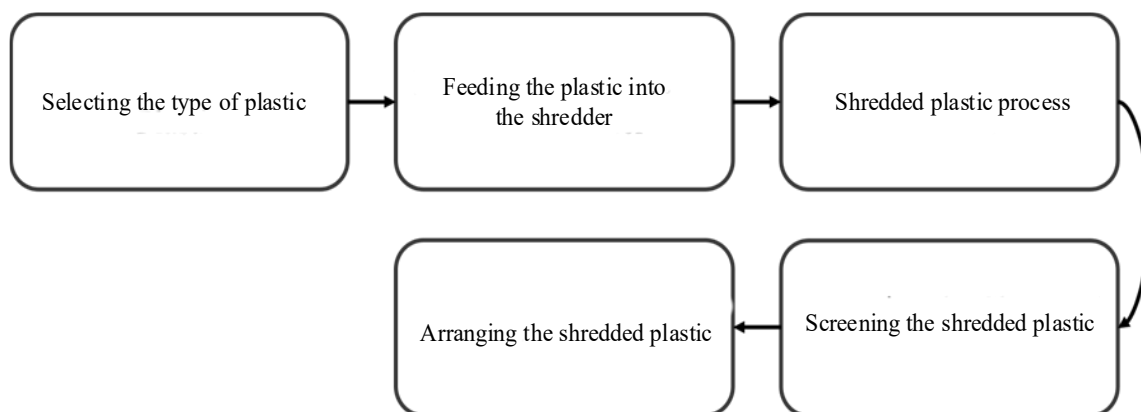 Selecting the type of plastic
Feeding the plastic into
the shredder
Shredded plastic process
Screening the shredded plastic
Arranging the shredded plastic